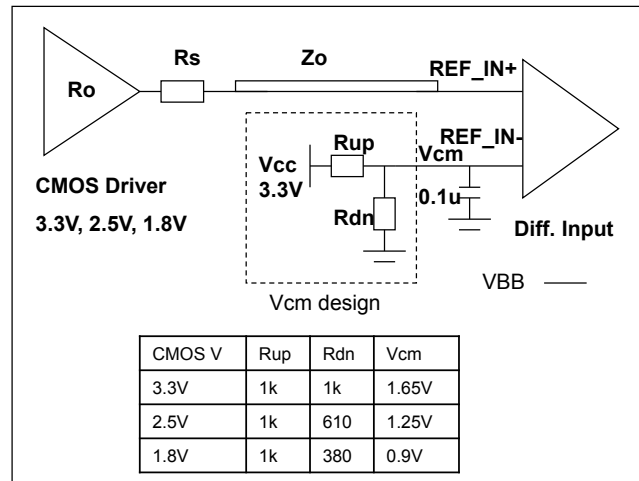 Rs
Zo
REF_IN+
Ro
REF_IN-
Rup
Vcm
Vcc
3.3V
0.1u
Rdn
CMOS Driver
3.3V, 2.5V, 1.8V
Diff. Input
VBB
Vcm design
CMOS V Rup Rdn Vcm
3.3V 1k 1k 1.65V
2.5V 1k 610 1.25V
1.8V 1k 380 0.9V